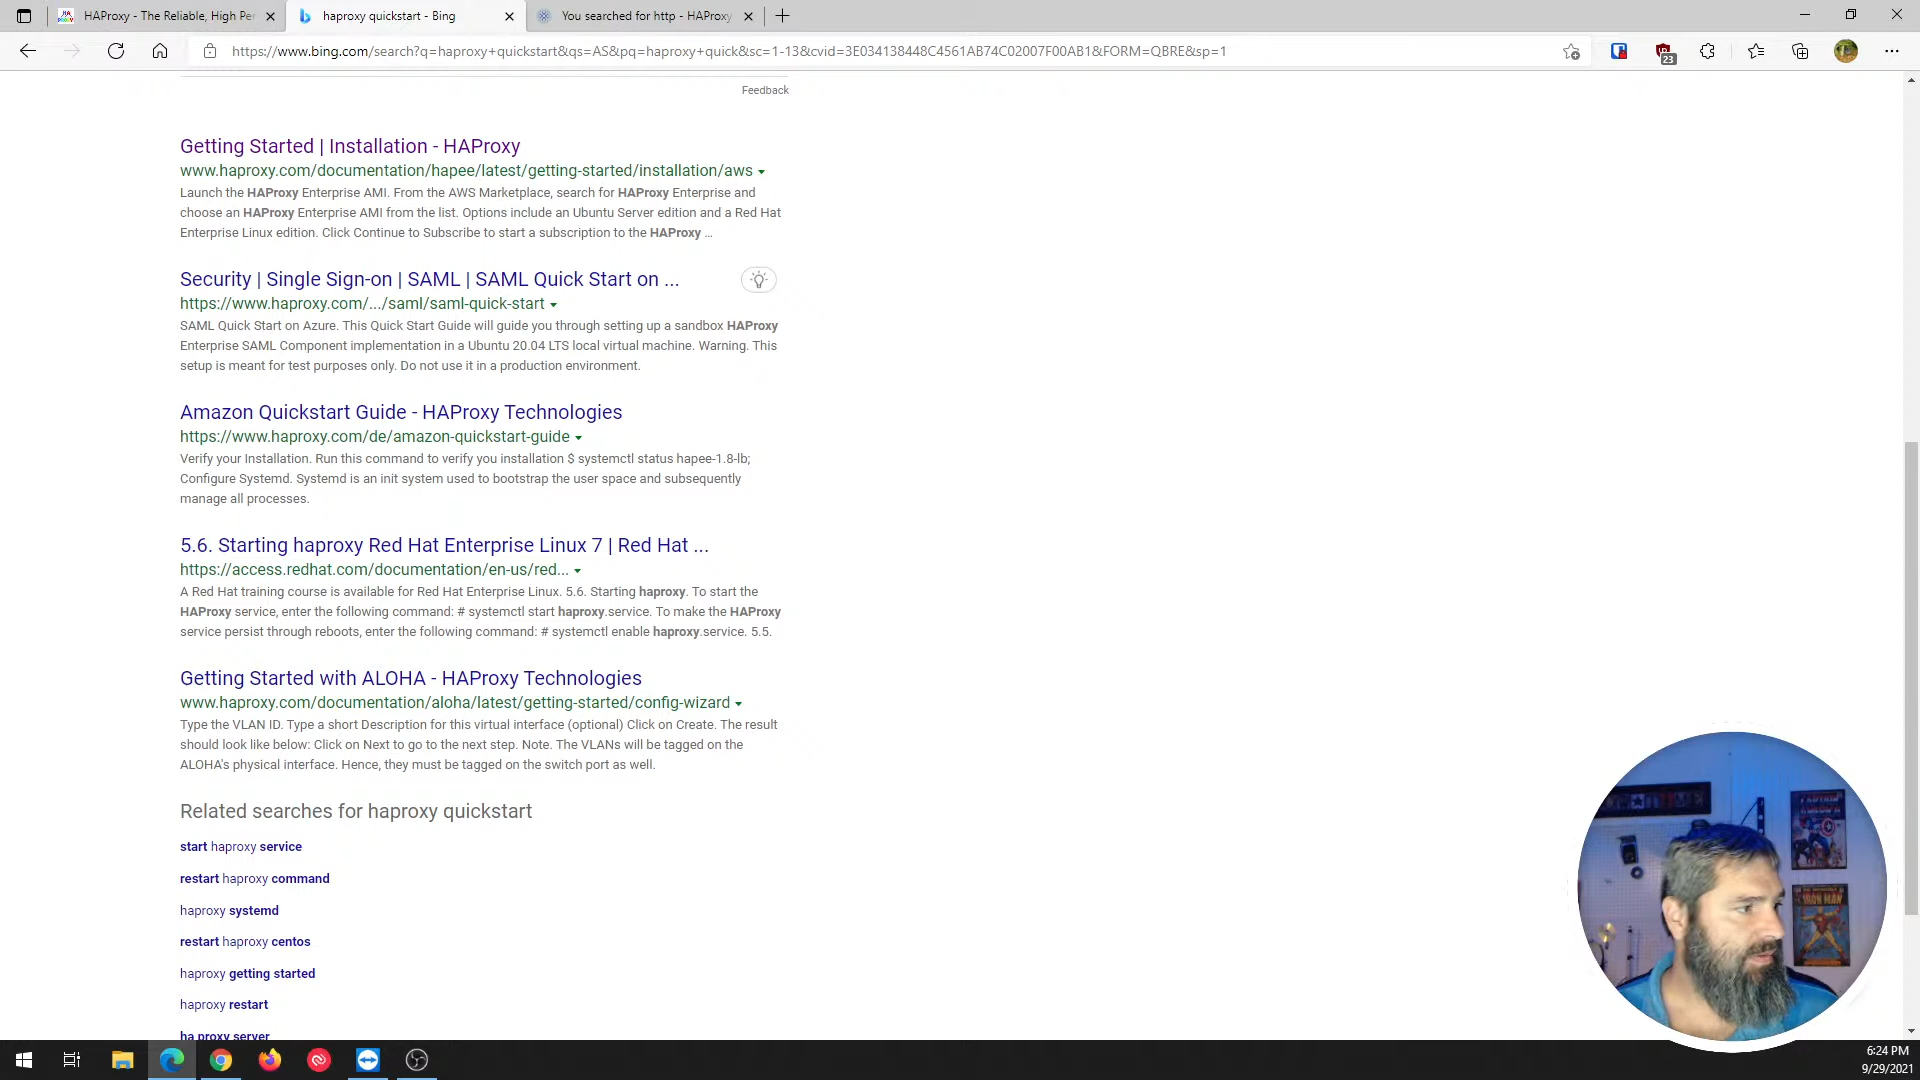 HAProxy - The Reliable, High Per
haproxy quickstart - Bing
You searched for http - HAProxy
https://www.bing.com/search?q=haproxy+quickstart&qs=AS&pq=haproxy+quick&sc=1-13&cvid=3E034138448C4561AB74C02007F00AB1&FORM=QBRE&sp=1
23
Feedback
Getting Started | Installation - HAProxy
www.haproxy.com/documentation/hapee/latest/getting-started/installation/aws
Launch the HAProxy Enterprise AMI. From the AWS Marketplace, search for HAProxy Enterprise and
choose an HAProxy Enterprise AMI from the list. Options include an Ubuntu Server edition and a Red Hat
Enterprise Linux edition. Click Continue to Subscribe to start a subscription to the HAProxy ...
Security | Single Sign-on | SAML | SAML Quick Start on ...
https://www.haproxy.com/.../saml/saml-quick-start
SAML Quick Start on Azure. This Quick Start Guide will guide you through setting up a sandbox HAProxy
Enterprise SAML Component implementation in a Ubuntu 20.04 LTS local virtual machine. Warning. This
setup is meant for test purposes only. Do not use it in a production environment.
Amazon Quickstart Guide - HAProxy Technologies
https://www.haproxy.com/de/amazon-quickstart-guide
Verify your Installation. Run this command to verify you installation $ systemctl status hapee-1.8-lb;
Configure Systemd. Systemd is an init system used to bootstrap the user space and subsequently
manage all processes.
5.6. Starting haproxy Red Hat Enterprise Linux 7 | Red Hat ...
https://access.redhat.com/documentation/en-us/red...
A Red Hat training course is available for Red Hat Enterprise Linux. 5.6. Starting haproxy. To start the
HAProxy service, enter the following command: # systemctl start haproxy.service. To make the HAProxy
service persist through reboots, enter the following command: # systemctl enable haproxy.service. 5.5.
Getting Started with ALOHA - HAProxy Technologies
www.haproxy.com/documentation/aloha/latest/getting-started/config-wizard
Type the VLAN ID. Type a short Description for this virtual interface (optional) Click on Create. The result
should look like below: Click on Next to go to the next step. Note. The VLANs will be tagged on the
ALOHA's physical interface. Hence, they must be tagged on the switch port as well.
Related searches for haproxy quickstart
start haproxy service
restart haproxy command
haproxy systemd
restart haproxy centos
haproxy getting started
haproxy restart
ha proxy server
CAPTAIN AMERICA
IRON MAN
6:24 PM
9/29/2021